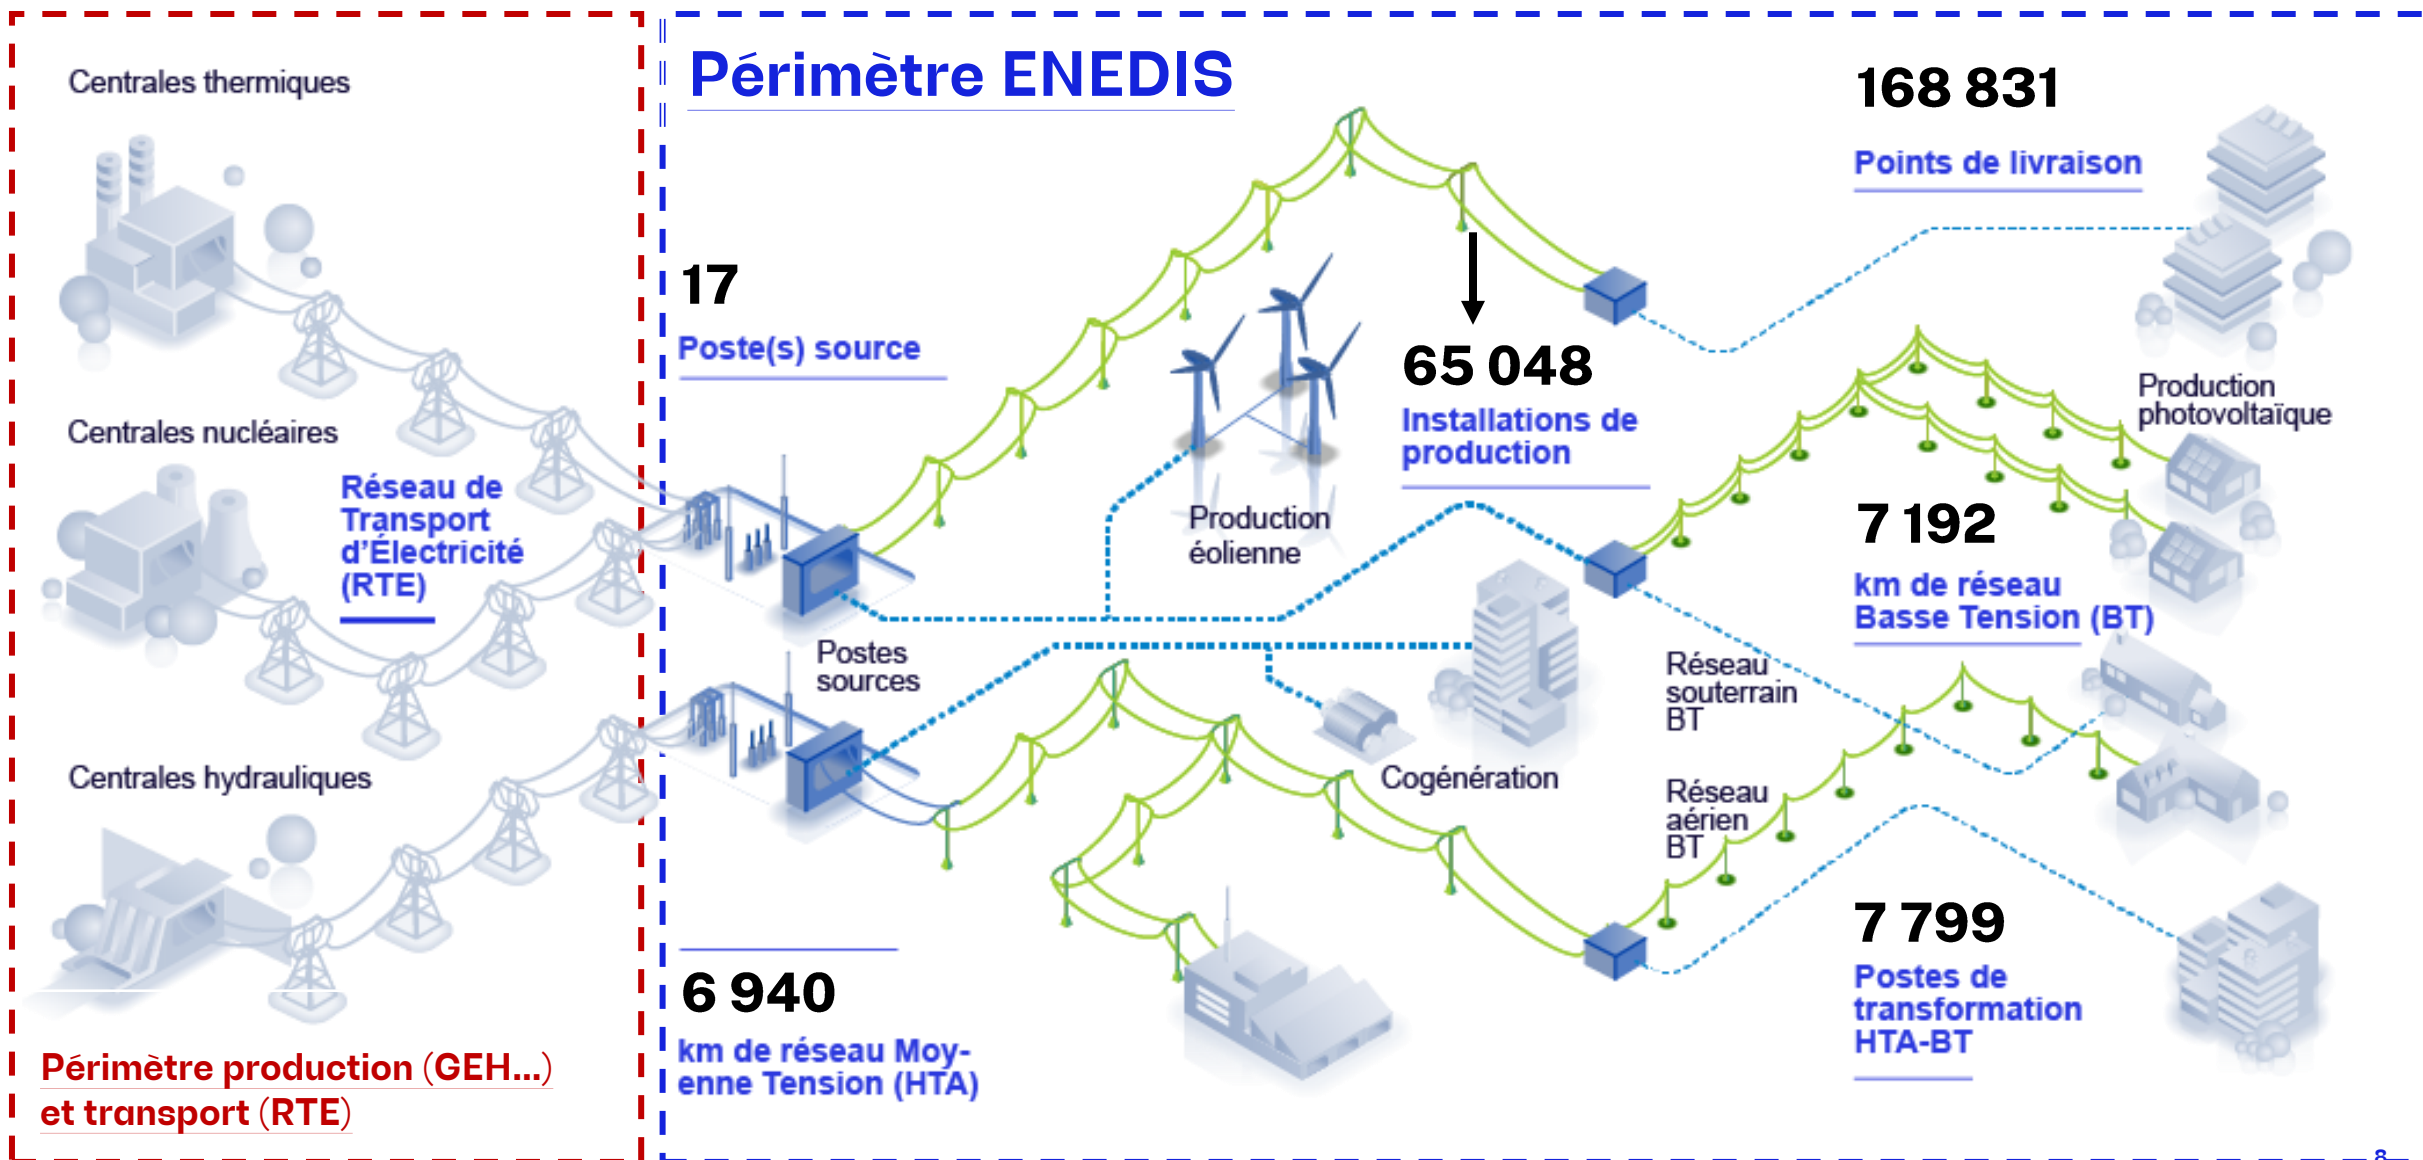 Centrales thermiques
Centrales nucléaires
Réseau de
Transport
d'Électricité
(RTE)
Centrales hydrauliques
Périmètre production (GEH...)
et transport (RTE)
Périmètre ENEDIS
17
Poste(s) source
Postes
sources
6 940
km de réseau Moy-
enne Tension (HTA)
Production
éolienne
65 048
Installations de
production
Cogénération
168 831
Points de livraison
Production
photovoltaïque
7 192
km de réseau
Basse Tension (BT)
Réseau
souterrain
BT
Réseau
aérien
BT
7 799
Postes de
transformation
HTA-BT
8